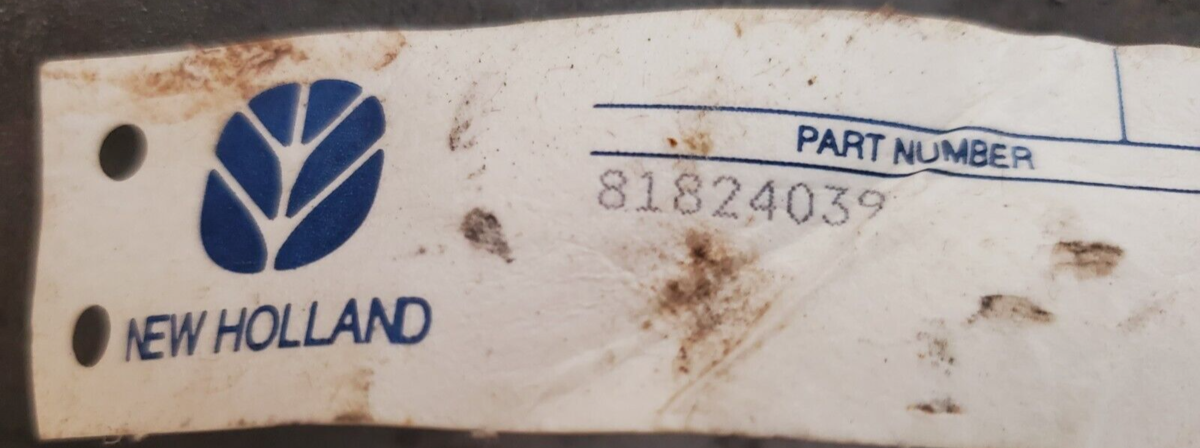 PART NUMBER
81824039
NEW HOLLAND